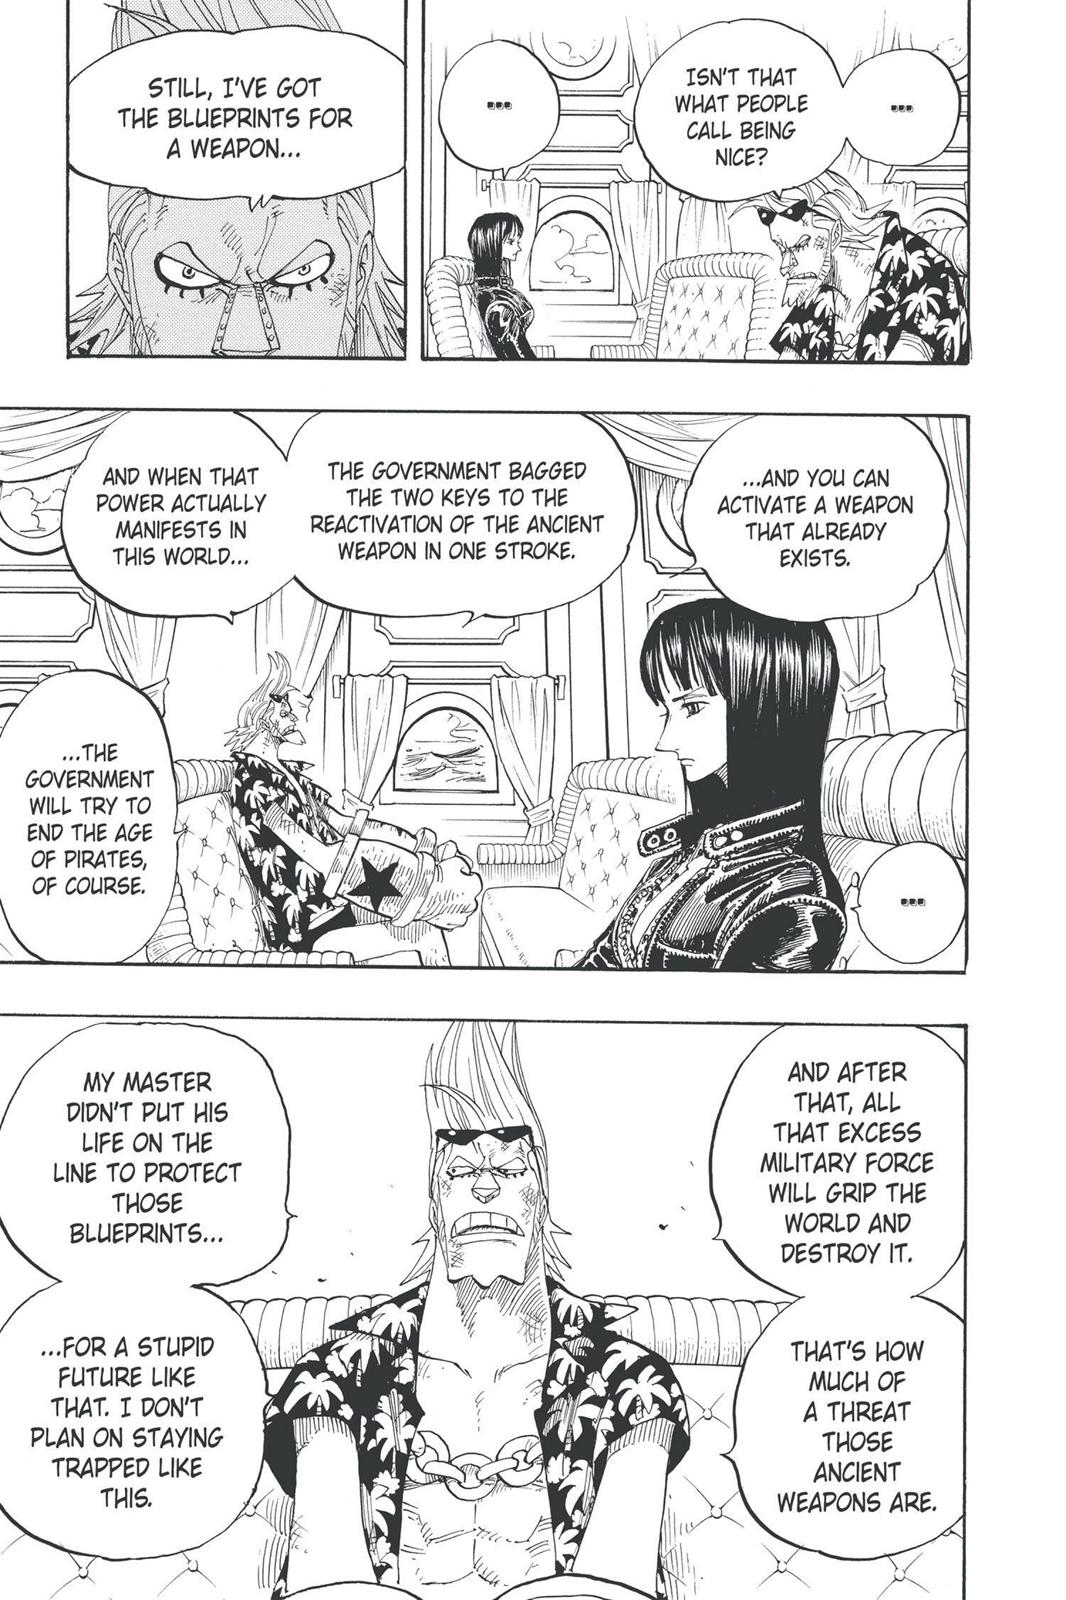 ISN'T THAT
WHAT PEOPLE
CALL BEING
NICE?
...
...
STILL, I'VE GOT
THE BLUEPRINTS FOR
A WEAPON...
...AND YOU CAN
ACTIVATE A WEAPON
THAT ALREADY
EXISTS.
THE GOVERNMENT BAGGED
THE TWO KEYS TO THE
REACTIVATION OF THE ANCIENT
WEAPON IN ONE STROKE.
AND WHEN THAT
POWER ACTUALLY
MANIFESTS IN
THIS WORLD...
...
...THE
GOVERNMENT
WILL TRY TO
END THE AGE
OF PIRATES,
OF COURSE.
AND AFTER
THAT, ALL
THAT EXCESS
MILITARY FORCE
WILL GRIP THE
WORLD AND
DESTROY IT.
THAT'S HOW
MUCH OF
A THREAT
THOSE
ANCIENT
WEAPONS ARE.
MY MASTER
DIDN'T PUT HIS
LIFE ON THE
LINE TO PROTECT
THOSE
BLUEPRINTS...
...FOR A STUPID
FUTURE LIKE
THAT. I DON'T
PLAN ON STAYING
TRAPPED LIKE
THIS.